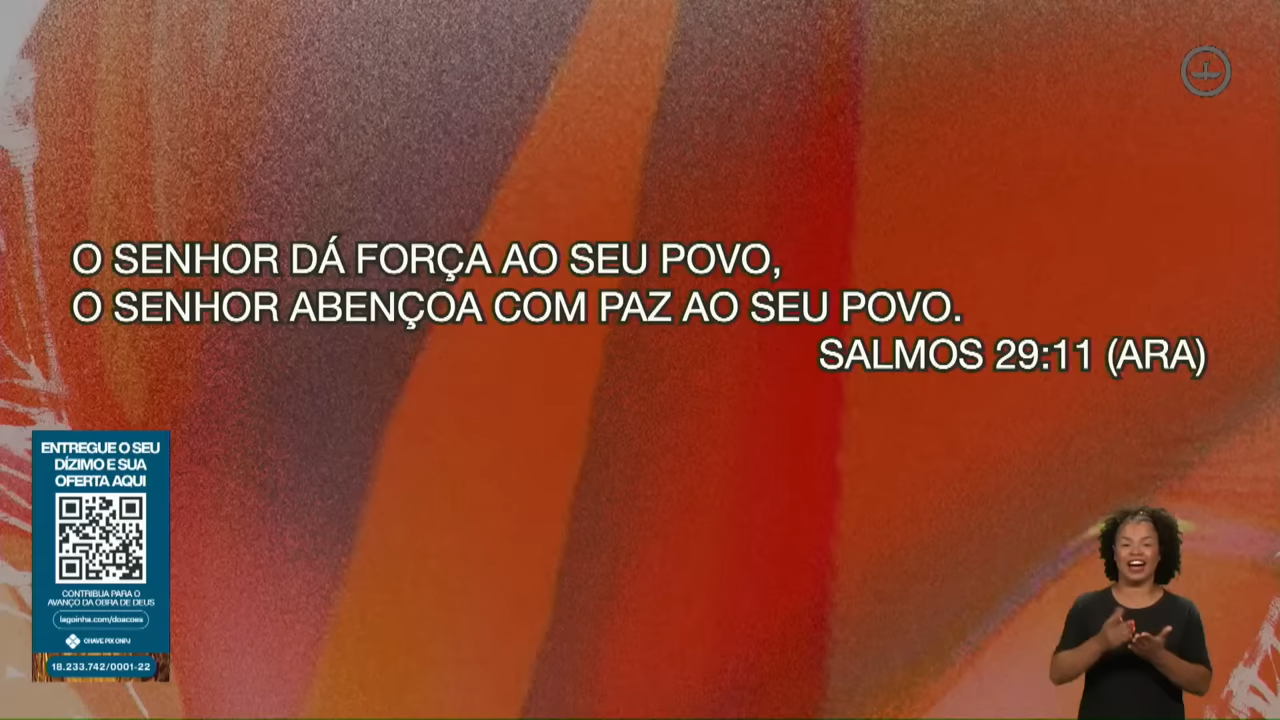 O SENHOR DÁ FORÇA AO SEU POVO,
O SENHOR ABENÇOA COM PAZ AO SEU POVO.
SALMOS 29:11 (ARA)
ENTREGUE O SEU
DÍZIMO E SUA
OFERTA AQUI
CONTRIBUA PARA O
AVANÇO DA OBRA DE DEUS
lagoinha.com/doacoes
CHAVE PIX CNPJ
18.233.742/0001-22